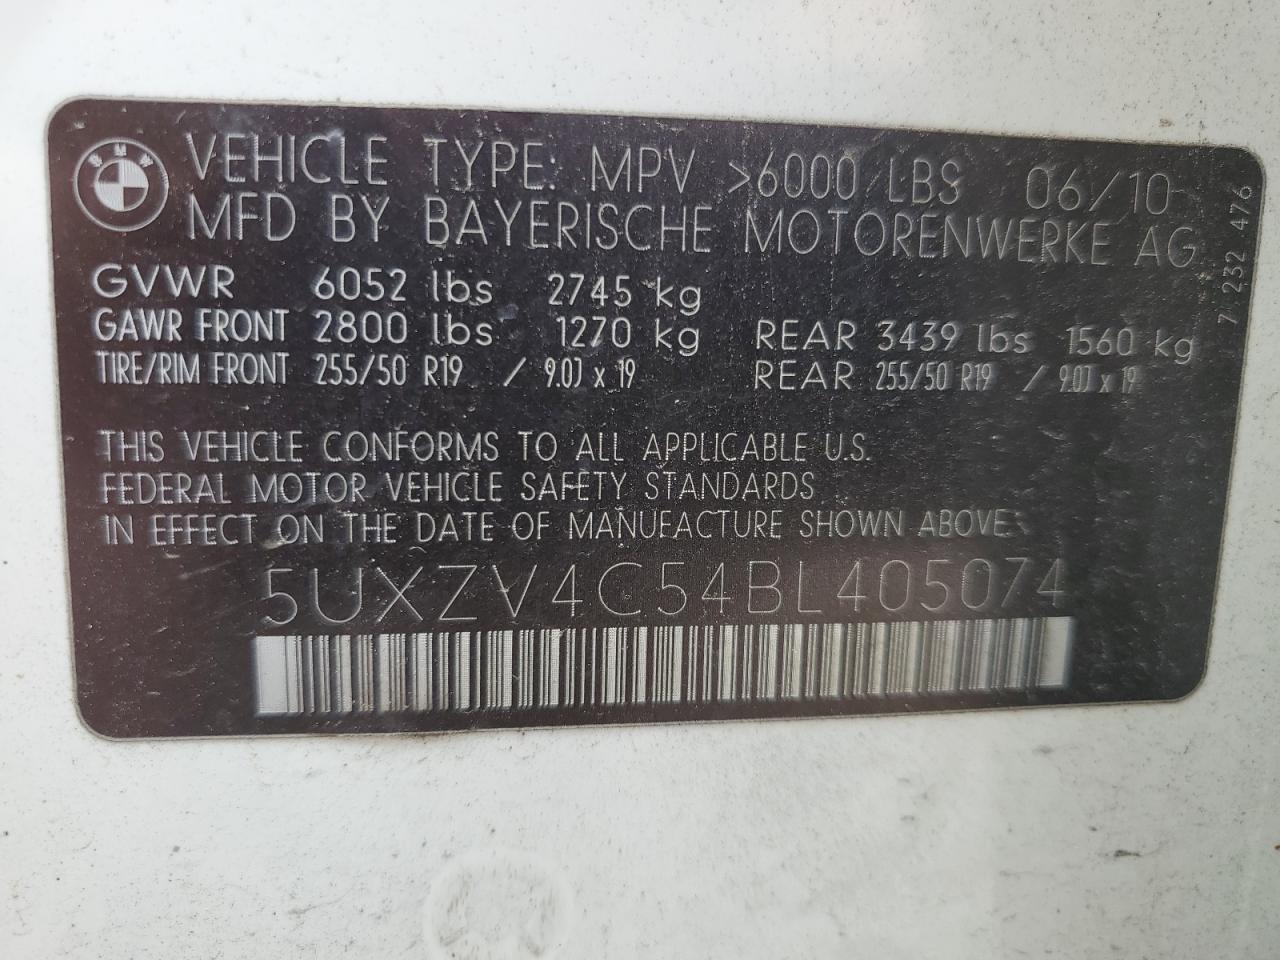 BMW
VEHICLE TYPE: MPV >6000 LBS 06/10
MFD BY BAYERISCHE MOTORENWERKE AG
GVWR 6052 lbs 2745 kg
GAWR FRONT 2800 lbs 1270 kg REAR 3439 lbs 1560 kg
TIRE/RIM FRONT 255/50 R19 / 9.0J x 19 REAR 255/50 R19 / 9.0J x 19
THIS VEHICLE CONFORMS TO ALL APPLICABLE U.S.
FEDERAL MOTOR VEHICLE SAFETY STANDARDS
IN EFFECT ON THE DATE OF MANUFACTURE SHOWN ABOVE
5UXZV4C54BL405074
7 232 476